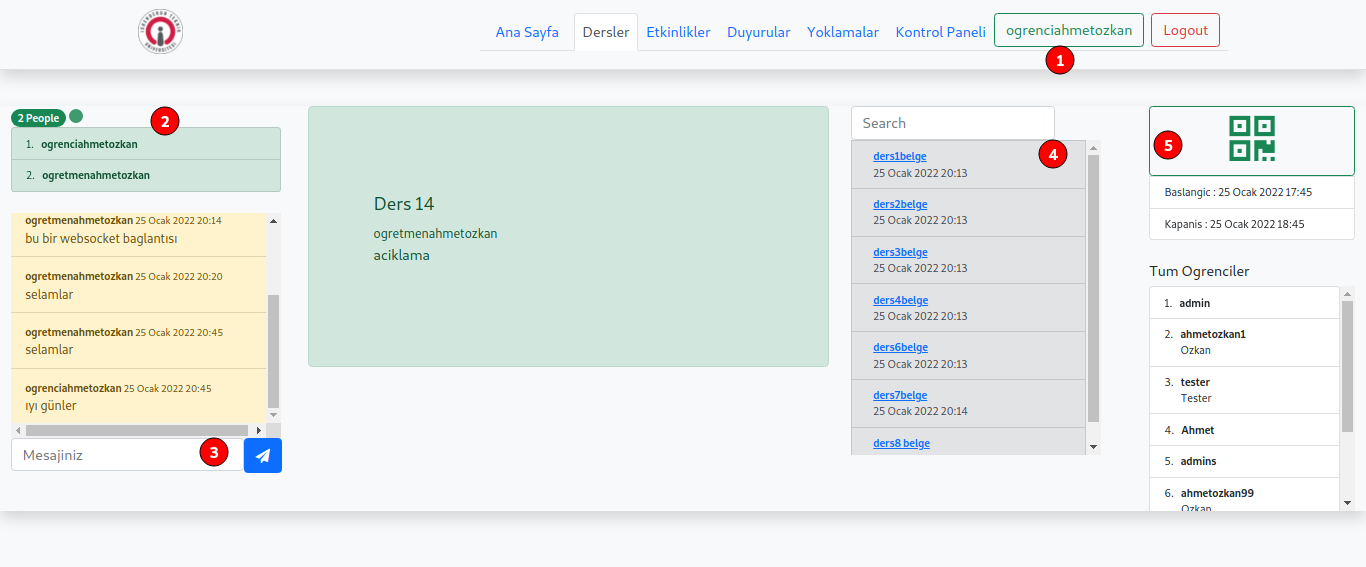 İSKENDERUN TEKNİK
ÜNİVERSİTESİ
Ana Sayfa
Dersler
Etkinlikler
Duyurular
Yoklamalar
Kontrol Paneli
ogrenciahmetozkan
Logout
1
2 People
2
1. ogrenciahmetozkan
2. ogretmenahmetozkan
ogretmenahmetozkan 25 Ocak 2022 20:14
bu bir websocket baglantısı
ogretmenahmetozkan 25 Ocak 2022 20:20
selamlar
ogretmenahmetozkan 25 Ocak 2022 20:45
selamlar
ogrenciahmetozkan 25 Ocak 2022 20:45
ıyı günler
Mesajiniz
3
Ders 14
ogretmenahmetozkan
aciklama
Search
4
ders1belge
25 Ocak 2022 20:13
ders2belge
25 Ocak 2022 20:13
ders3belge
25 Ocak 2022 20:13
ders4belge
25 Ocak 2022 20:13
ders6belge
25 Ocak 2022 20:13
ders7belge
25 Ocak 2022 20:14
ders8 belge
5
Baslangic : 25 Ocak 2022 17:45
Kapanis : 25 Ocak 2022 18:45
Tum Ogrenciler
1. admin
2. ahmetozkan1
Ozkan
3. tester
Tester
4. Ahmet
5. admins
6. ahmetozkan99
Ozkan